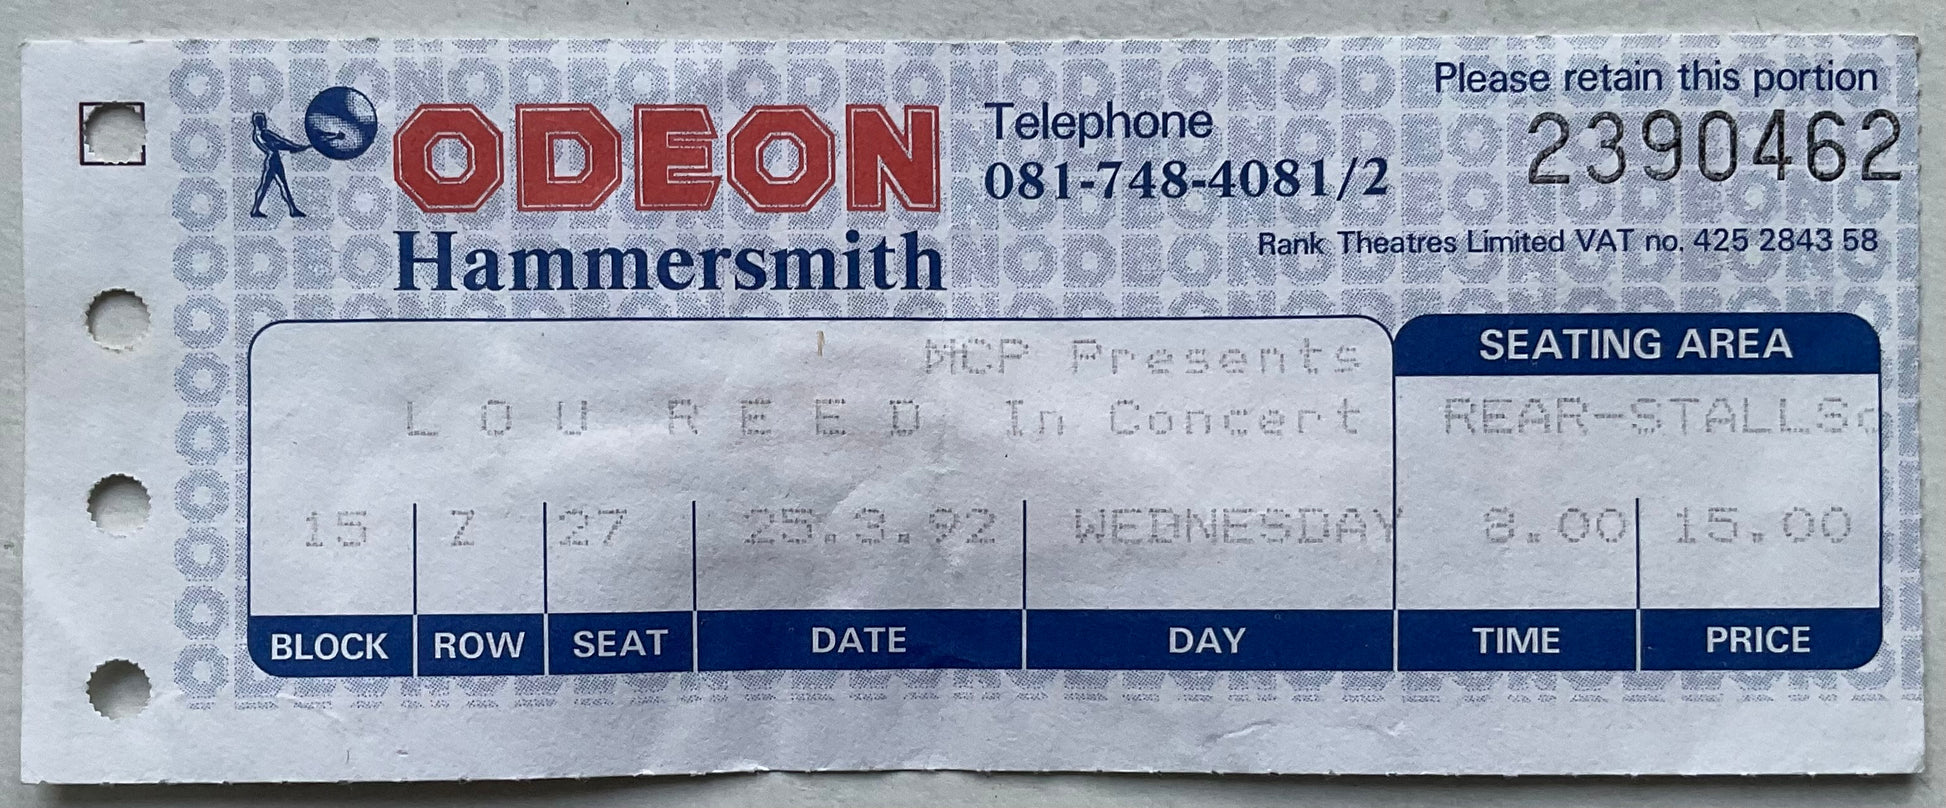 Please retain this portion
ODEON
Telephone
2390462
081-748-4081/2
Hammersmith
Rank Theatres Limited VAT no. 425 2843 58
SEATING AREA
MCP Presents
L O U R E E D In Concert
REAR-STALLS
15 Z 27 25.3.92 WEDNESDAY 8.00 15.00
BLOCK ROW SEAT DATE DAY TIME PRICE